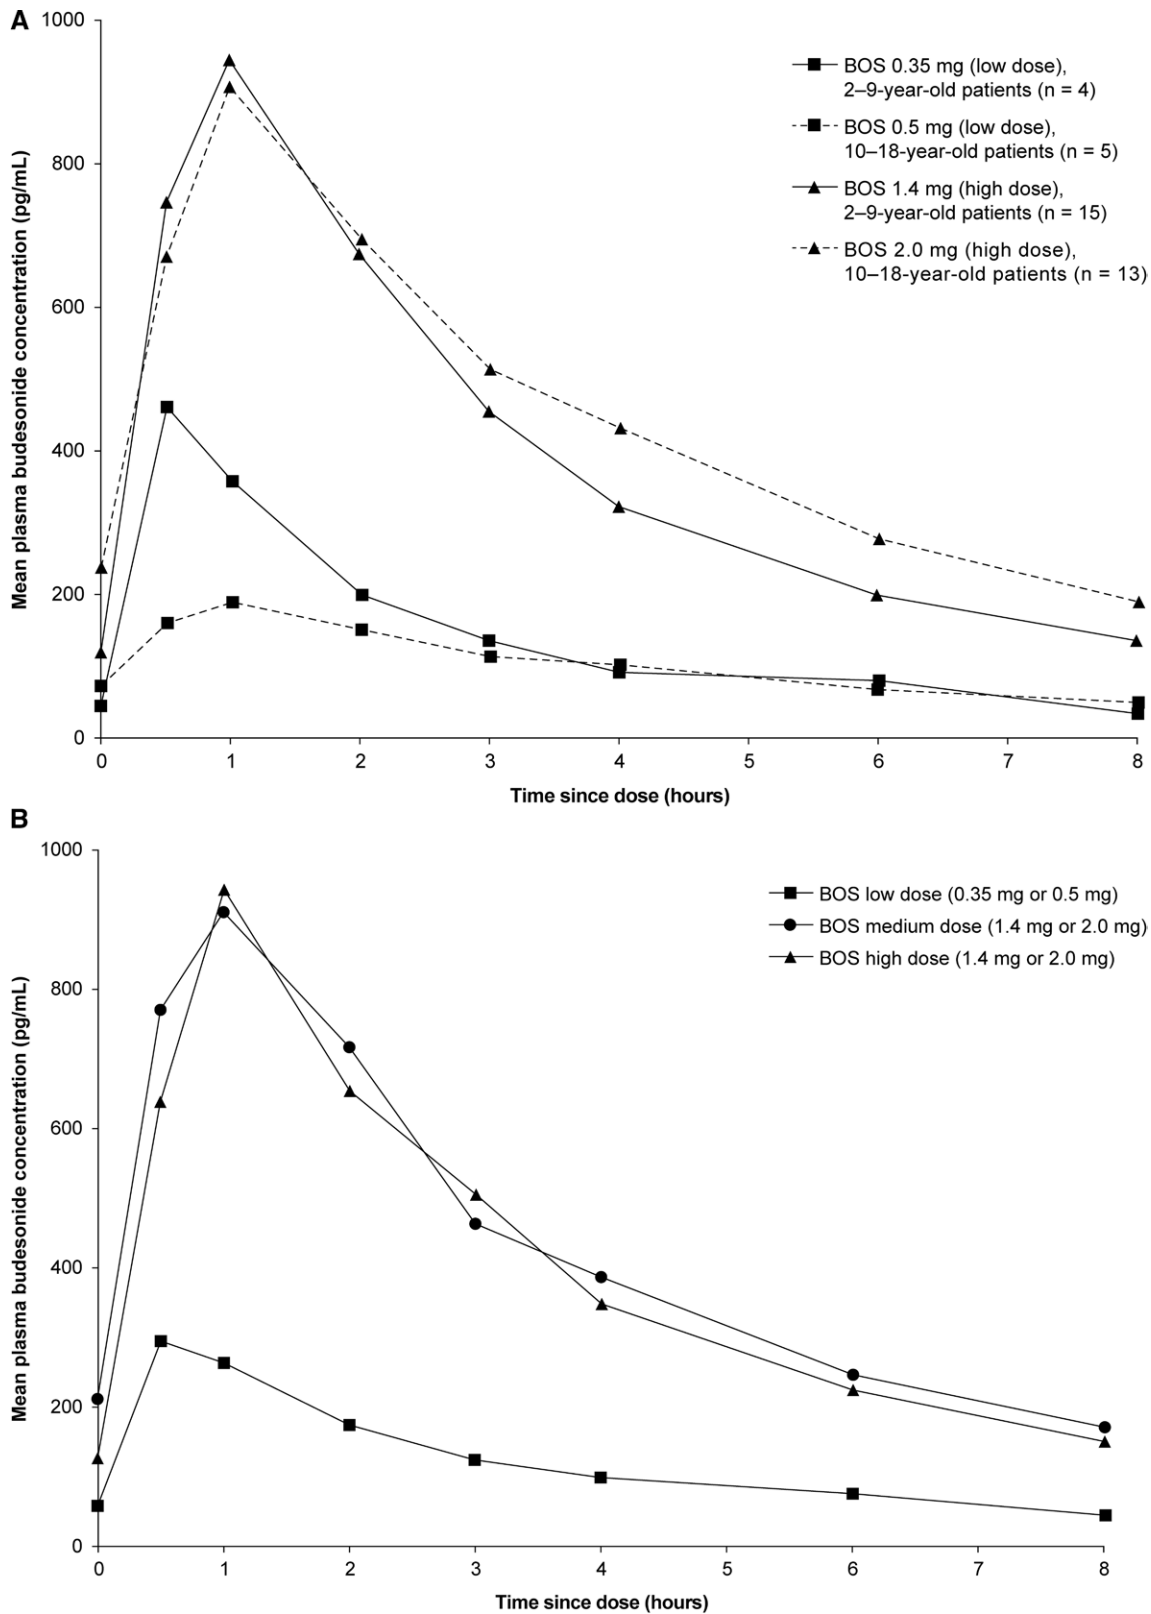 A
1000
800
600
400
200
0
Mean plasma budesonide concentration (pg/mL)
BOS 0.35 mg (low dose),
2–9-year-old patients (n = 4)
BOS 0.5 mg (low dose),
10–18-year-old patients (n = 5)
BOS 1.4 mg (high dose),
2–9-year-old patients (n = 15)
BOS 2.0 mg (high dose),
10–18-year-old patients (n = 13)
0 1 2 3 4 5 6 7 8
Time since dose (hours)
B
1000
800
600
400
200
0
Mean plasma budesonide concentration (pg/mL)
BOS low dose (0.35 mg or 0.5 mg)
BOS medium dose (1.4 mg or 2.0 mg)
BOS high dose (1.4 mg or 2.0 mg)
0 1 2 3 4 5 6 7 8
Time since dose (hours)